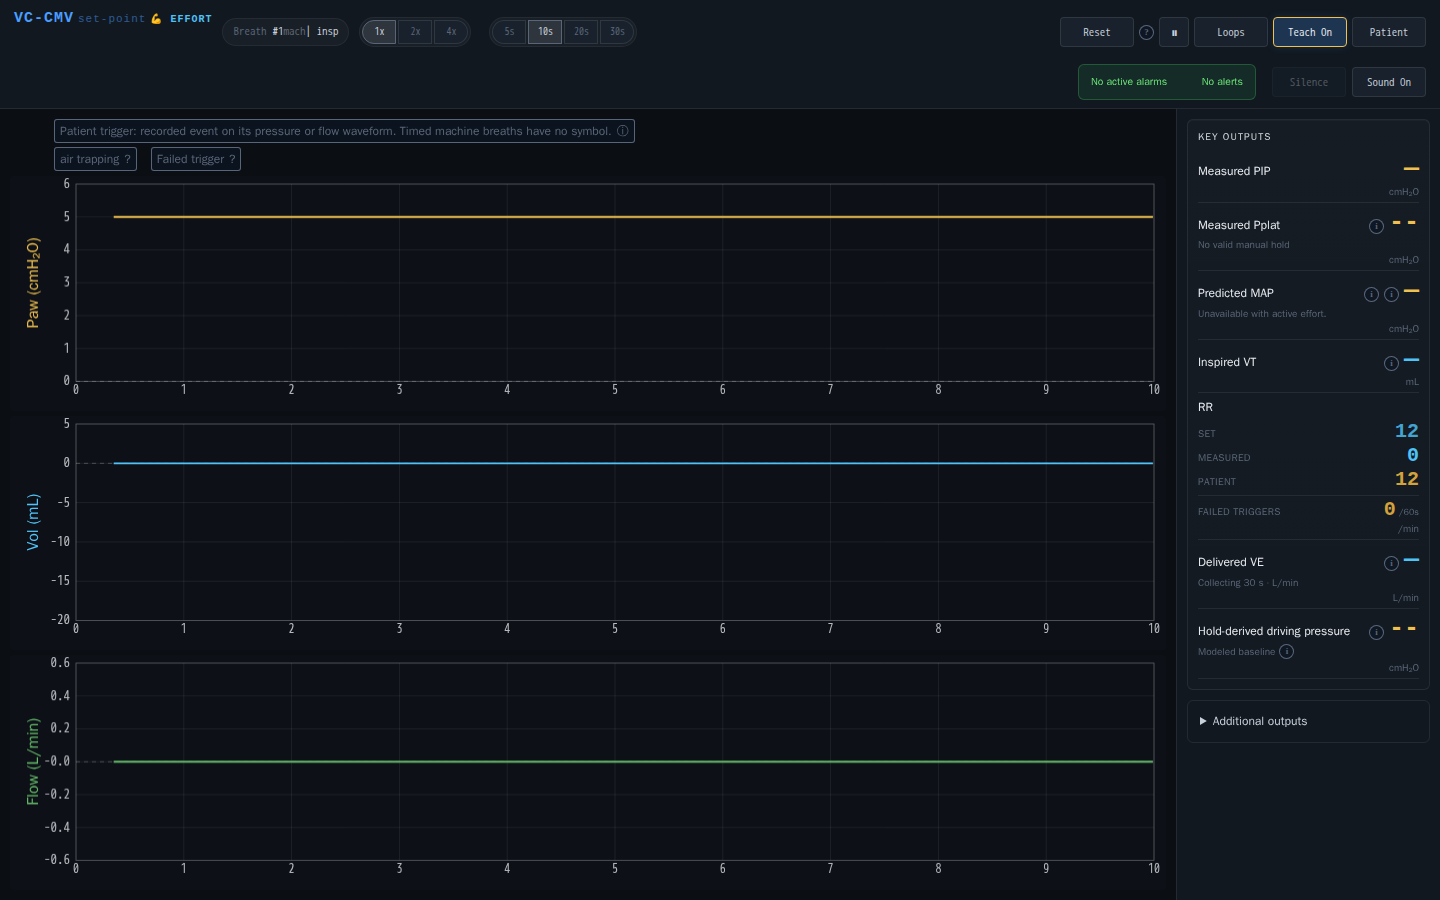 VC-CMV set-point 💪 EFFORT
Breath #1 mach| insp
1x 2x 4x
5s 10s 20s 30s
Reset ? ⏸ Loops Teach On Patient
No active alarms No alerts
Silence Sound On
Patient trigger: recorded event on its pressure or flow waveform. Timed machine breaths have no symbol. ⓘ
air trapping ?
Failed trigger ?
Paw (cmH₂O)
6
5
4
3
2
1
0
0 1 2 3 4 5 6 7 8 9 10
Vol (mL)
5
0
-5
-10
-15
-20
0 1 2 3 4 5 6 7 8 9 10
Flow (L/min)
0.6
0.4
0.2
-0.0
-0.2
-0.4
-0.6
0 1 2 3 4 5 6 7 8 9 10
KEY OUTPUTS
Measured PIP —
cmH₂O
Measured Pplat i --
No valid manual hold
cmH₂O
Predicted MAP i i —
Unavailable with active effort.
cmH₂O
Inspired VT i —
mL
RR
SET 12
MEASURED 0
PATIENT 12
FAILED TRIGGERS 0 /60s
/min
Delivered VE i —
Collecting 30 s · L/min
L/min
Hold-derived driving pressure i --
Modeled baseline i
cmH₂O
▶ Additional outputs